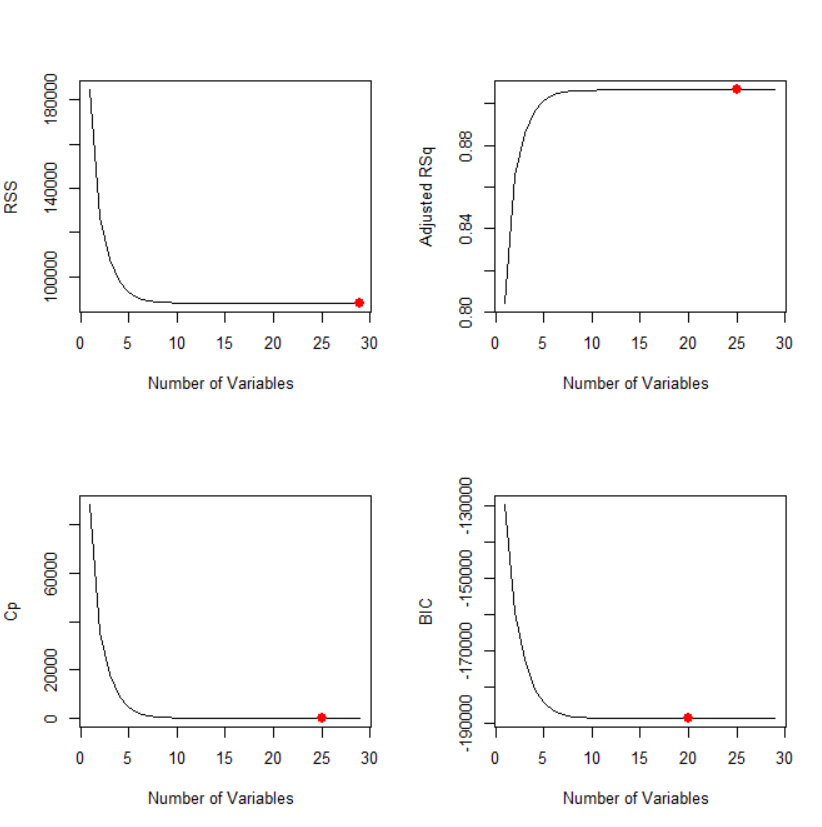 RSS
100000 140000 180000
0 5 10 15 20 25 30
Number of Variables
Adjusted RSq
0.80 0.84 0.88
0 5 10 15 20 25 30
Number of Variables
Cp
0 20000 60000
0 5 10 15 20 25 30
Number of Variables
BIC
-190000 -170000 -150000 -130000
0 5 10 15 20 25 30
Number of Variables